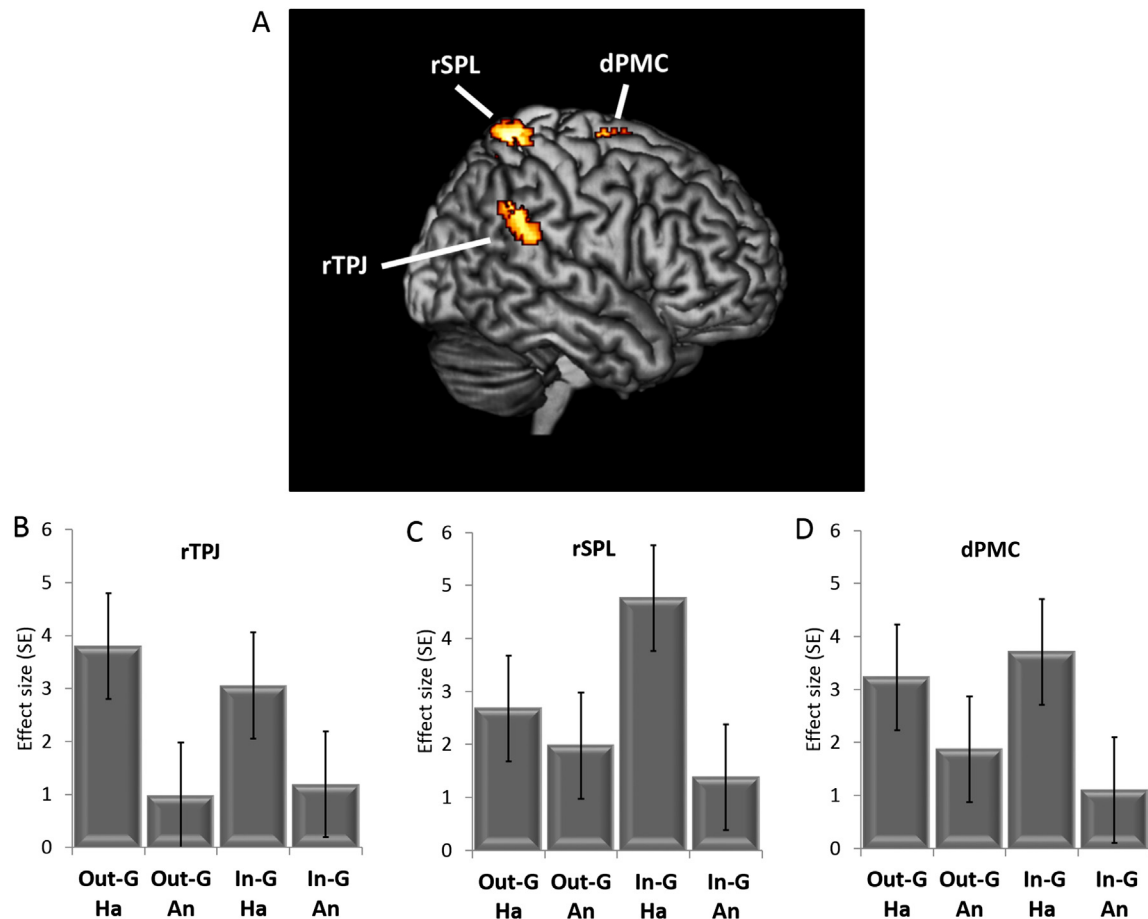 A
rSPL
dPMC
rTPJ
B
rTPJ
Effect size (SE)
6
5
4
3
2
1
0
Out-G Out-G In-G In-G
Ha An Ha An
C
rSPL
Effect size (SE)
6
5
4
3
2
1
0
Out-G Out-G In-G In-G
Ha An Ha An
D
dPMC
Effect size (SE)
6
5
4
3
2
1
0
Out-G Out-G In-G In-G
Ha An Ha An